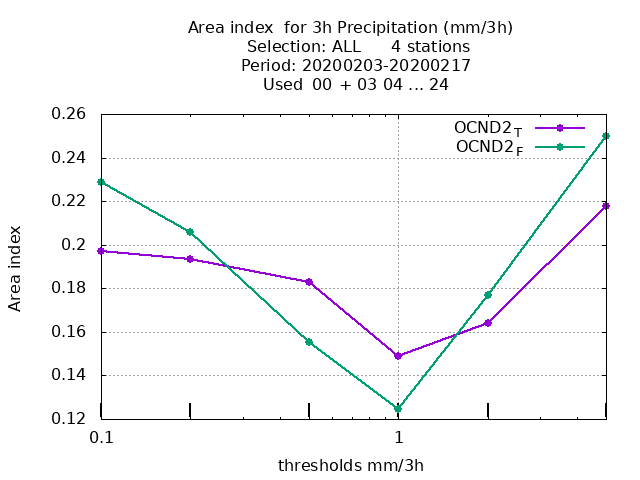 Area index  for 3h Precipitation (mm/3h)
Selection: ALL      4 stations
Period: 20200203-20200217
Used  00 + 03 04 ... 24
OCND2T
OCND2F
0.26
0.24
0.22
0.2
0.18
0.16
0.14
0.12
Area index
0.1
1
thresholds mm/3h